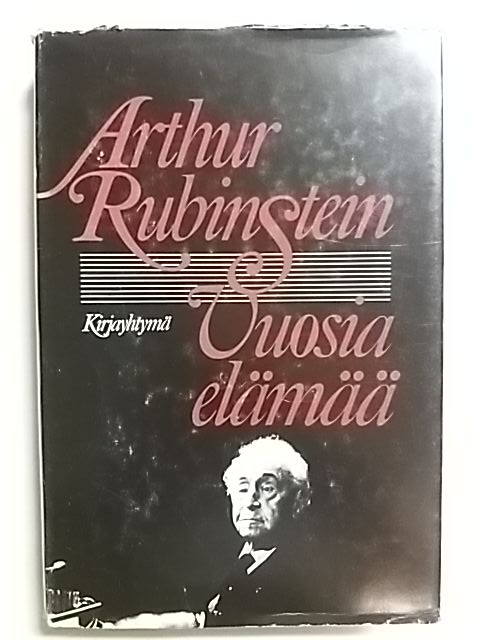 Arthur
Rubinstein
Kirjayhtymä
Vuosia
elämää